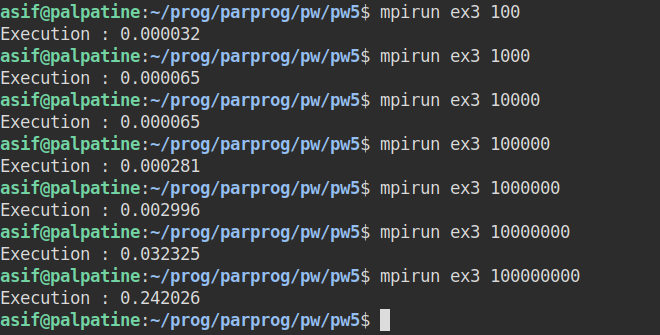 asif@palpatine:~/prog/parprog/pw/pw5$ mpirun ex3 100
Execution : 0.000032
asif@palpatine:~/prog/parprog/pw/pw5$ mpirun ex3 1000
Execution : 0.000065
asif@palpatine:~/prog/parprog/pw/pw5$ mpirun ex3 10000
Execution : 0.000065
asif@palpatine:~/prog/parprog/pw/pw5$ mpirun ex3 100000
Execution : 0.000281
asif@palpatine:~/prog/parprog/pw/pw5$ mpirun ex3 1000000
Execution : 0.002996
asif@palpatine:~/prog/parprog/pw/pw5$ mpirun ex3 10000000
Execution : 0.032325
asif@palpatine:~/prog/parprog/pw/pw5$ mpirun ex3 100000000
Execution : 0.242026
asif@palpatine:~/prog/parprog/pw/pw5$